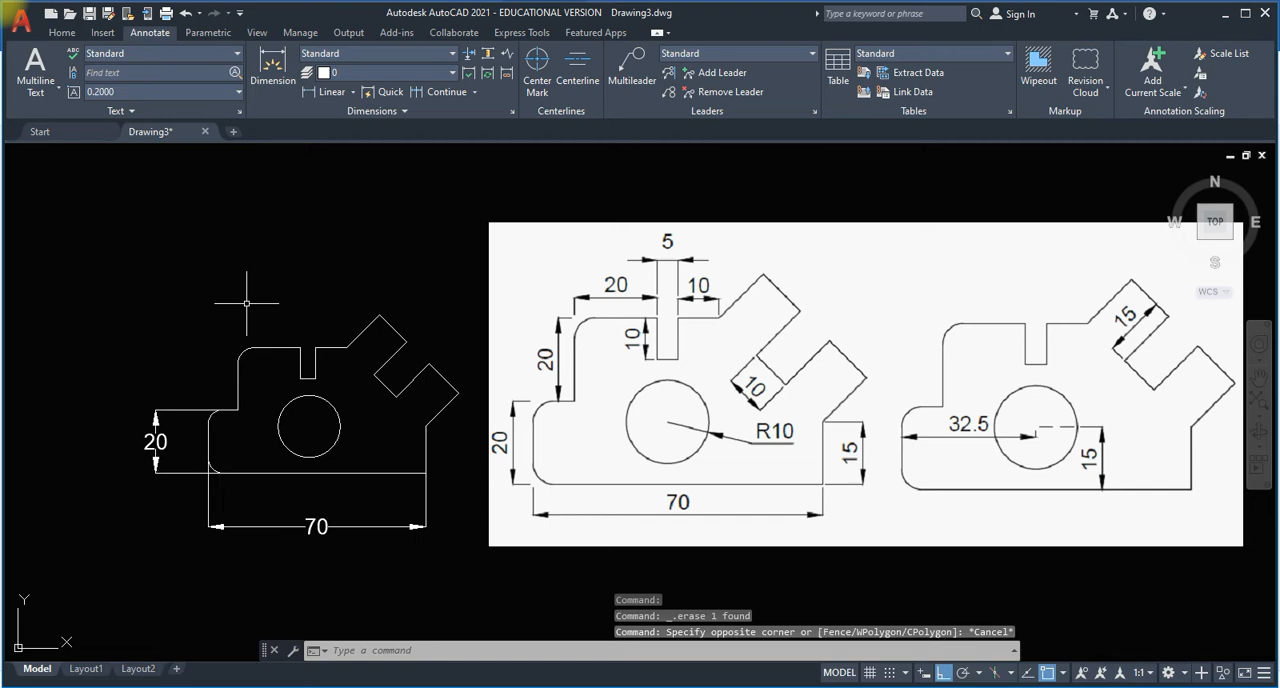 Autodesk AutoCAD 2021 - EDUCATIONAL VERSION Drawing3.dwg
Type a keyword or phrase
Sign In
Home Insert Annotate Parametric View Manage Output Add-ins Collaborate Express Tools Featured Apps
A
Multiline
Text
ABC
Standard
Find text
0.2000
Text
Dimension
Standard
0
Linear
Quick
Continue
Dimensions
Center
Mark
Centerline
Centerlines
Multileader
Standard
Add Leader
Remove Leader
Leaders
Table
Standard
Extract Data
Link Data
Tables
Wipeout
Revision
Cloud
Markup
Add
Current Scale
Scale List
Annotation Scaling
Start
Drawing3*
N
W
TOP
E
S
WCS
20
70
5
20
10
10
20
20
10
R10
15
70
15
32.5
15
Y
X
Command:
Command: _.erase 1 found
Command: Specify opposite corner or [Fence/WPolygon/CPolygon]: *Cancel*
Type a command
Model Layout1 Layout2
MODEL
1:1